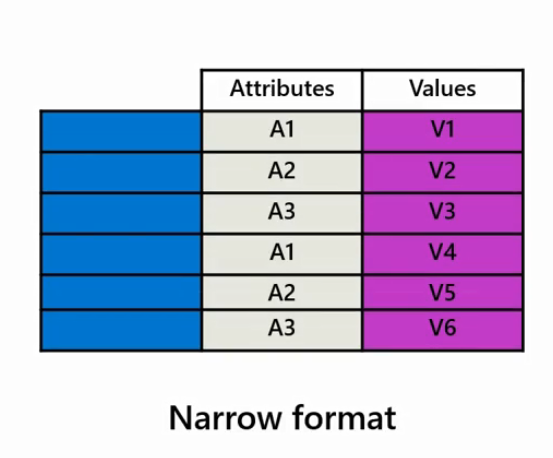 Attributes Values
A1 V1
A2 V2
A3 V3
A1 V4
A2 V5
A3 V6
Narrow format